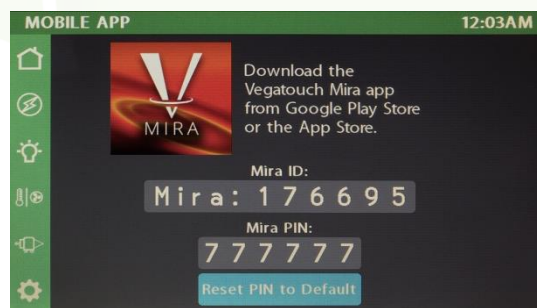 MOBILE APP
12:03AM
MIRA
Download the
Vegatouch Mira app
from Google Play Store
or the App Store.
Mira ID:
Mira: 176695
Mira PIN:
777777
Reset PIN to Default